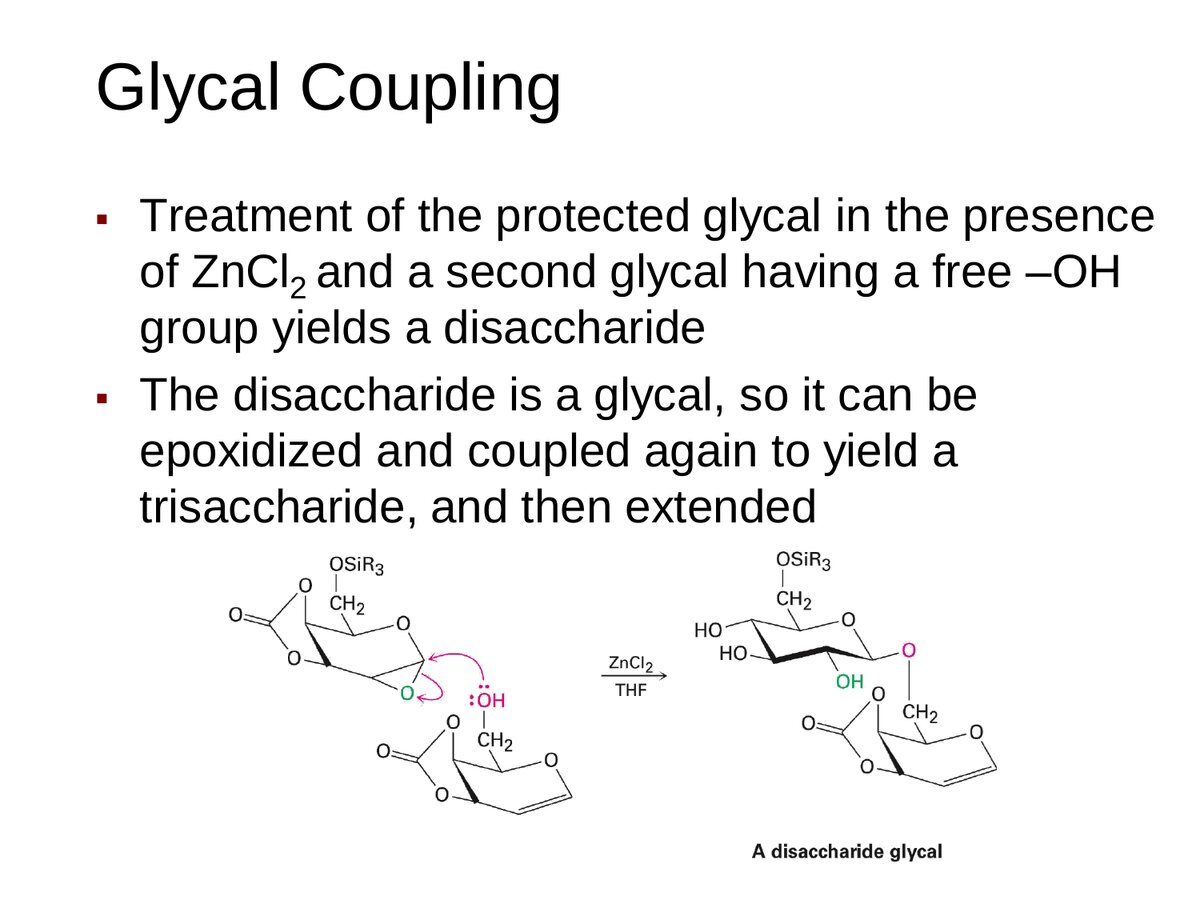 Glycal Coupling
▪ Treatment of the protected glycal in the presence
of ZnCl₂ and a second glycal having a free –OH
group yields a disaccharide
▪ The disaccharide is a glycal, so it can be
epoxidized and coupled again to yield a
trisaccharide, and then extended
OSiR₃
CH₂
O
O
O
O
O
:ÖH
CH₂
O
O
O
O
ZnCl₂
THF
OSiR₃
CH₂
O
HO
HO
O
OH
CH₂
O
O
O
O
A disaccharide glycal